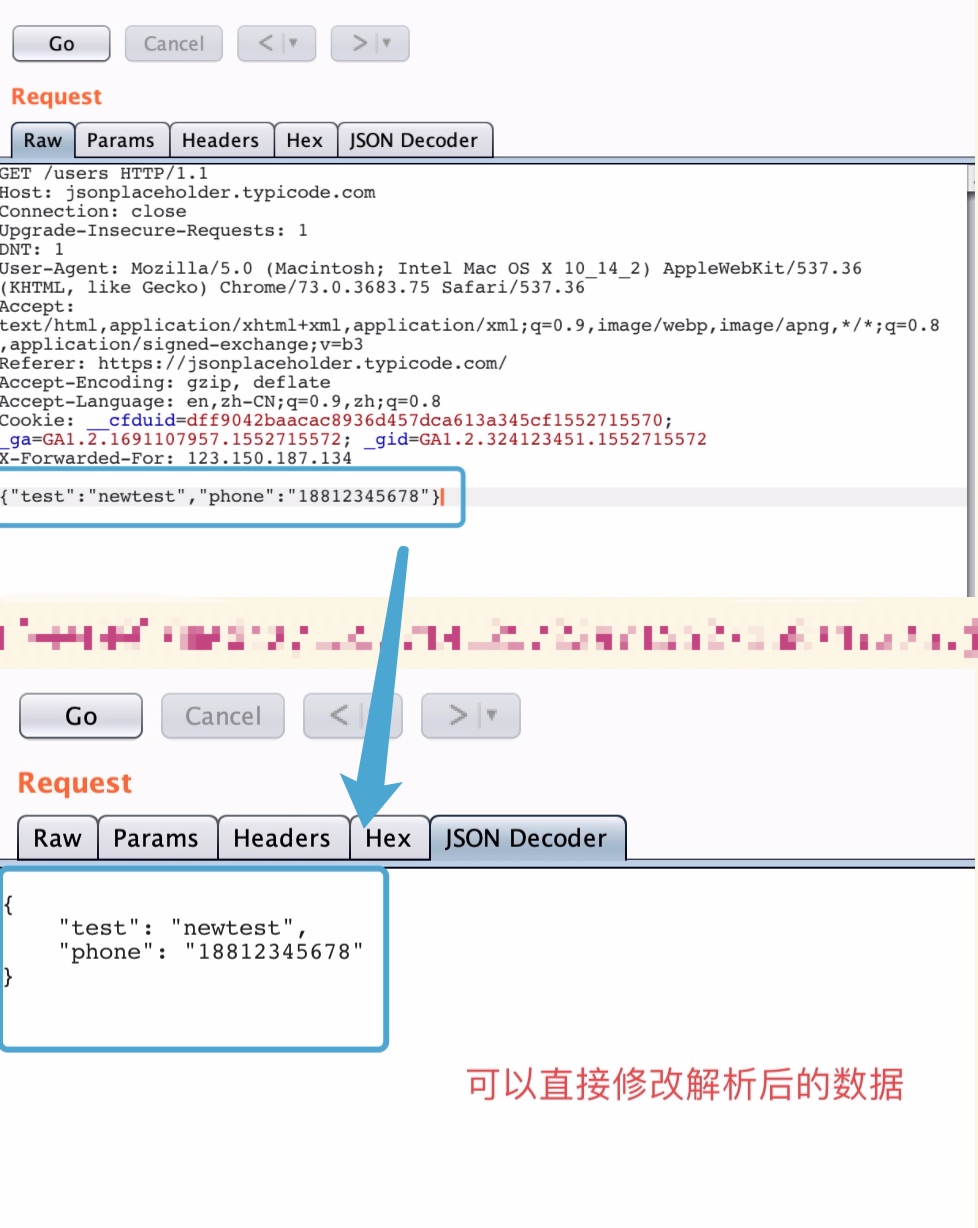 Go Cancel < >
Request
Raw Params Headers Hex JSON Decoder
GET /users HTTP/1.1
Host: jsonplaceholder.typicode.com
Connection: close
Upgrade-Insecure-Requests: 1
DNT: 1
User-Agent: Mozilla/5.0 (Macintosh; Intel Mac OS X 10_14_2) AppleWebKit/537.36
(KHTML, like Gecko) Chrome/73.0.3683.75 Safari/537.36
Accept:
text/html,application/xhtml+xml,application/xml;q=0.9,image/webp,image/apng,*/*;q=0.8
,application/signed-exchange;v=b3
Referer: https://jsonplaceholder.typicode.com/
Accept-Encoding: gzip, deflate
Accept-Language: en,zh-CN;q=0.9,zh;q=0.8
Cookie: __cfduid=dff9042baacac8936d457dca613a345cf1552715570;
_ga=GA1.2.1691107957.1552715572; _gid=GA1.2.324123451.1552715572
X-Forwarded-For: 123.150.187.134
{"test":"newtest","phone":"18812345678"}
Go Cancel < >
Request
Raw Params Headers Hex JSON Decoder
{
"test": "newtest",
"phone": "18812345678"
}
可以直接修改解析后的数据